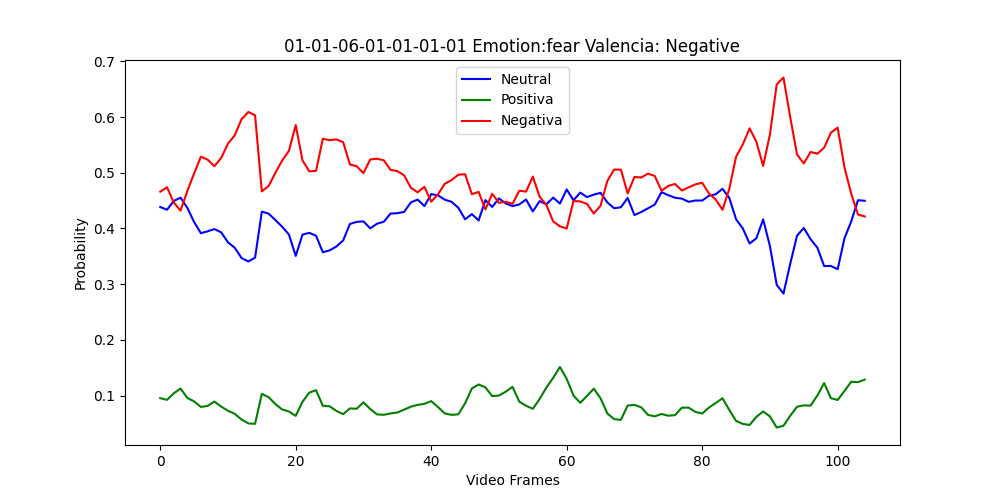 01-01-06-01-01-01-01 Emotion:fear Valencia: Negative
Neutral
Positiva
Negativa
Probability
0.7
0.6
0.5
0.4
0.3
0.2
0.1
0 20 40 60 80 100
Video Frames